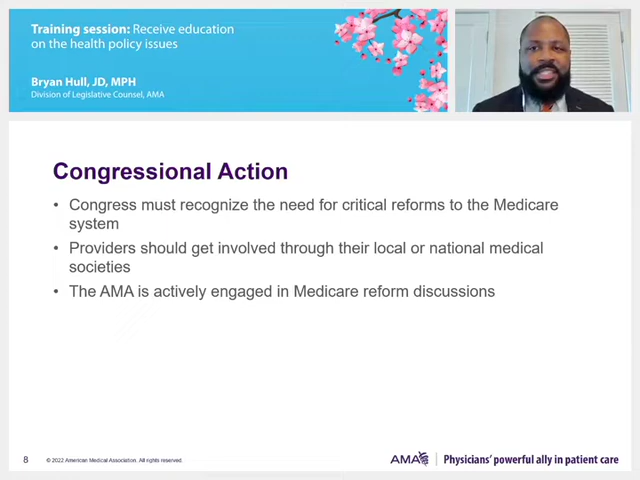 Training session: Receive education
on the health policy issues
Bryan Hull, JD, MPH
Division of Legislative Counsel, AMA
Congressional Action
• Congress must recognize the need for critical reforms to the Medicare
system
• Providers should get involved through their local or national medical
societies
• The AMA is actively engaged in Medicare reform discussions
8 © 2022 American Medical Association. All rights reserved.
AMA | Physicians' powerful ally in patient care